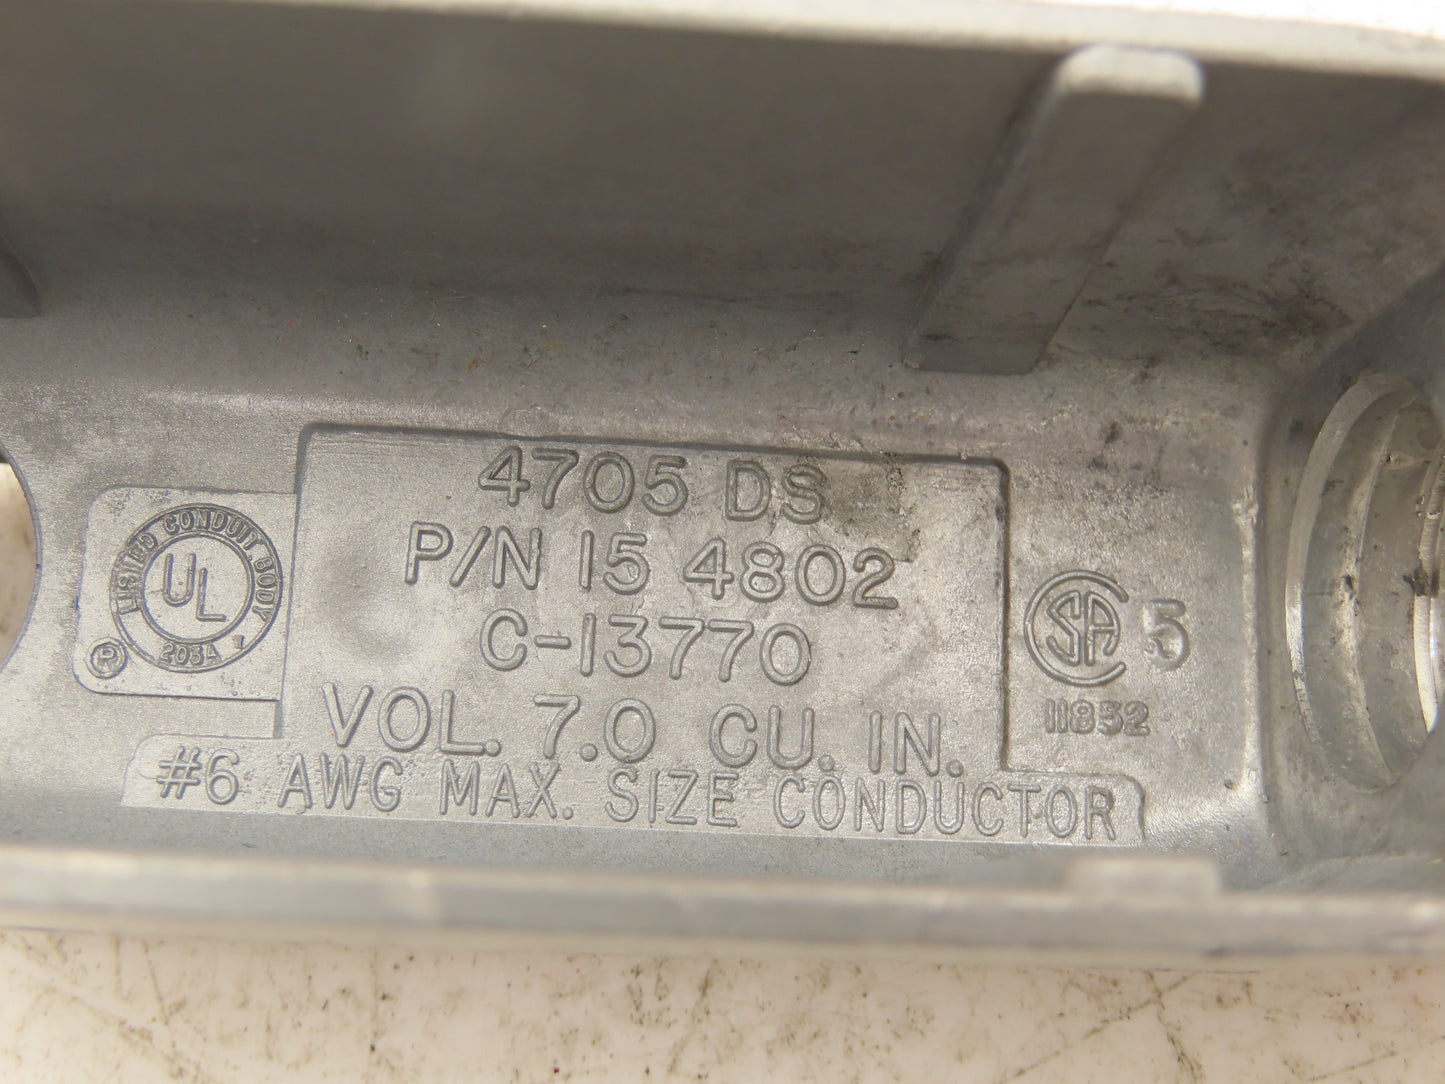 4705 DS
P/N 15 4802
C-13770
VOL. 7.0 CU. IN.
#6 AWG MAX. SIZE CONDUCTOR
LISTED CONDUIT BODY
UL
203A
R
SA
5
11852